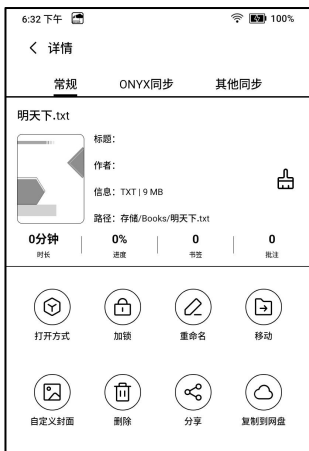 6:32 下午 100%
详情
常规 ONYX同步 其他同步
明天下.txt
标题：
作者：
信息：TXT | 9 MB
路径：存储/Books/明天下.txt
0分钟 0% 0 0
时长 进度 书签 批注
打开方式 加锁 重命名 移动
自定义封面 删除 分享 复制到网盘